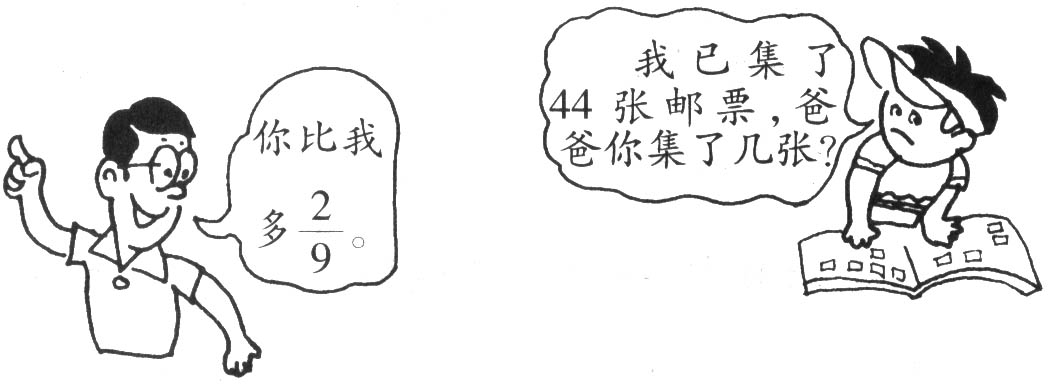 你比我
多 2/9 。
我已集了
44张邮票,爸
爸你集了几张?